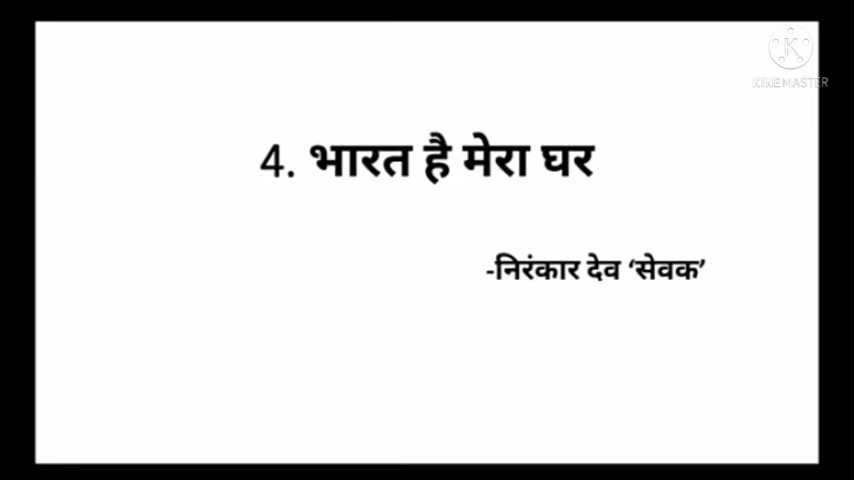 KINEMASTER
4. भारत है मेरा घर
-निरंकार देव ‘सेवक’